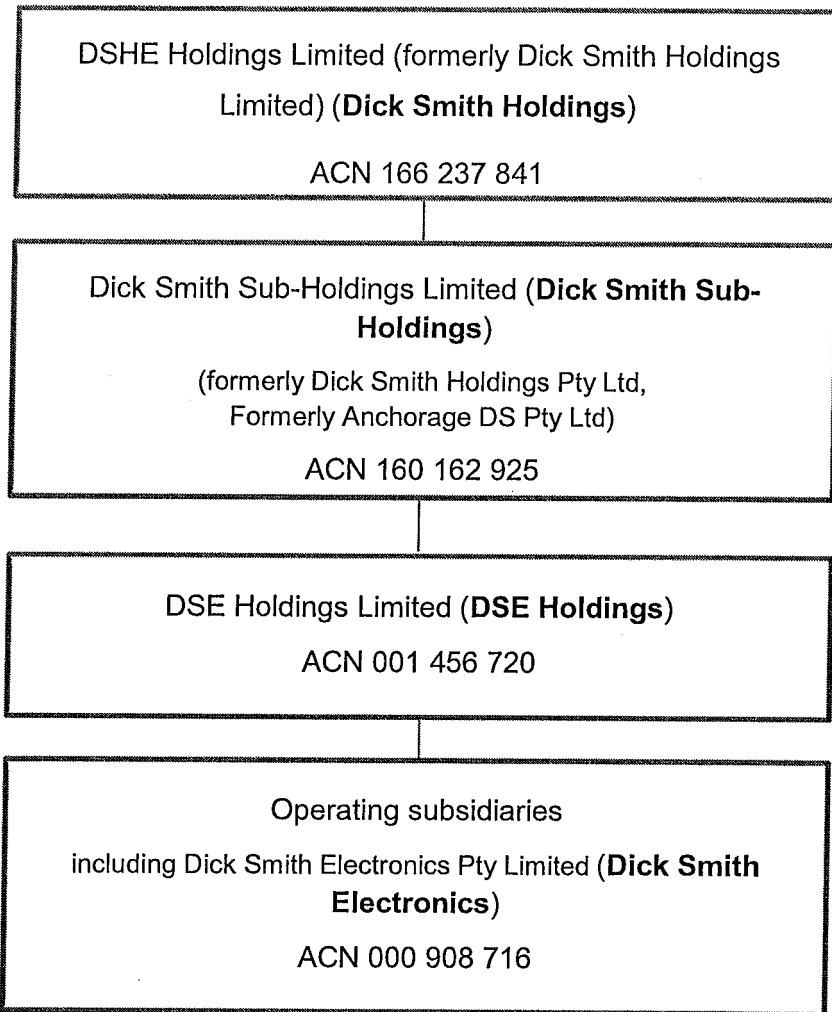 DSHE Holdings Limited (formerly Dick Smith Holdings
Limited) (Dick Smith Holdings)
ACN 166 237 841
Dick Smith Sub-Holdings Limited (Dick Smith Sub-
Holdings)
(formerly Dick Smith Holdings Pty Ltd,
Formerly Anchorage DS Pty Ltd)
ACN 160 162 925
DSE Holdings Limited (DSE Holdings)
ACN 001 456 720
Operating subsidiaries
including Dick Smith Electronics Pty Limited (Dick Smith
Electronics)
ACN 000 908 716